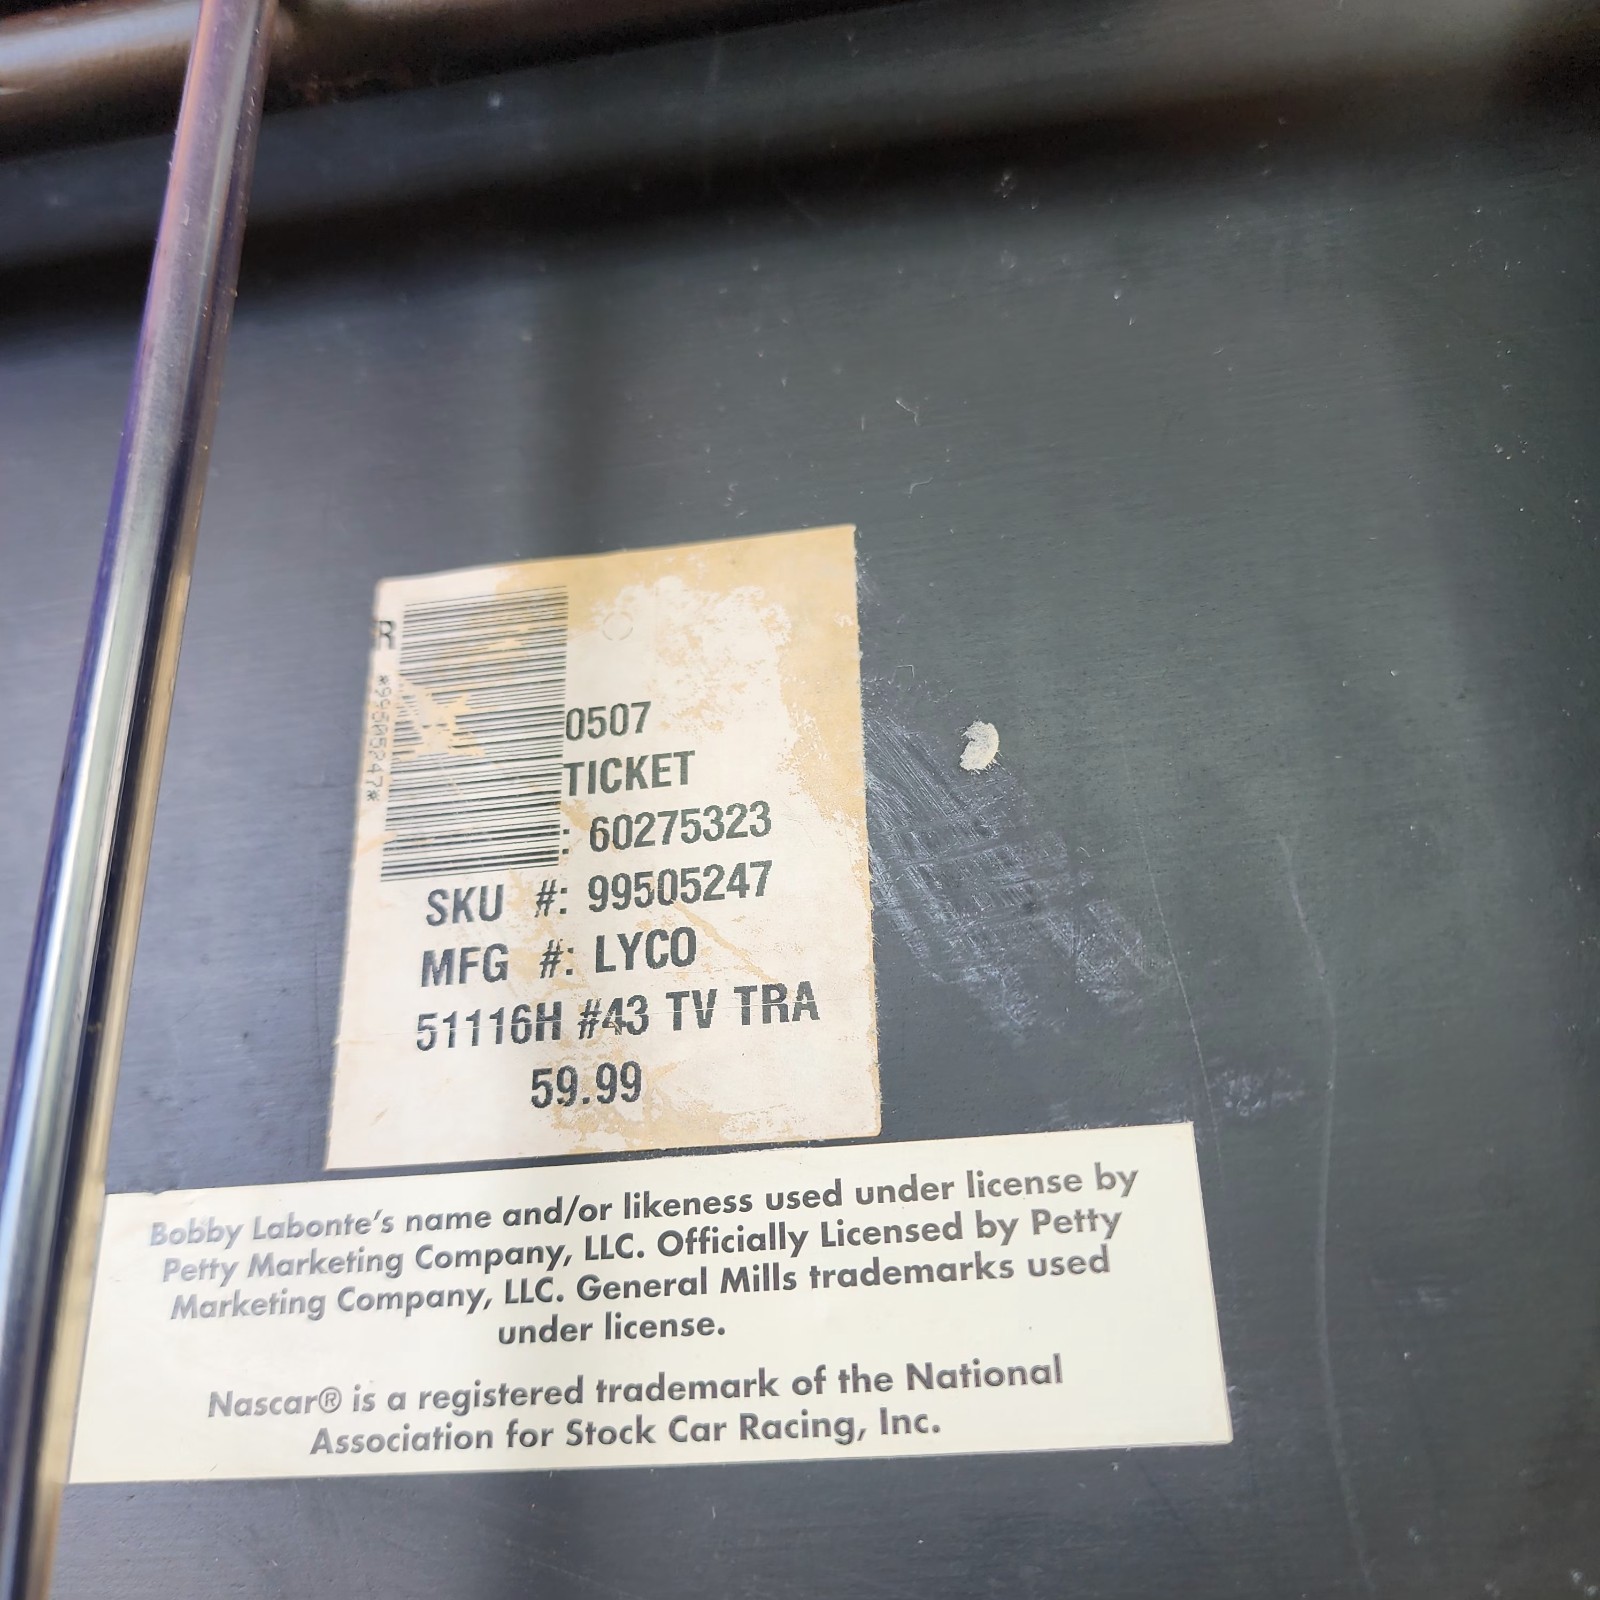 R
*99505247*
0507
TICKET
: 60275323
SKU #: 99505247
MFG #: LYCO
51116H #43 TV TRA
59.99
Bobby Labonte's name and/or likeness used under license by
Petty Marketing Company, LLC. Officially Licensed by Petty
Marketing Company, LLC. General Mills trademarks used
under license.
Nascar® is a registered trademark of the National
Association for Stock Car Racing, Inc.